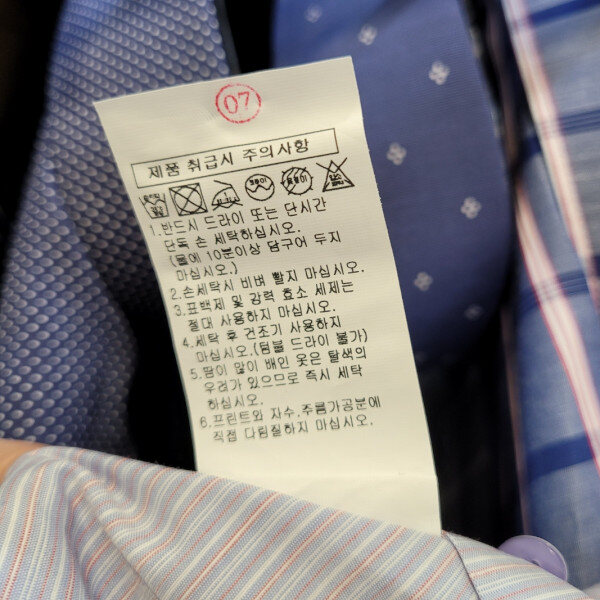 07
제품 취급시 주의사항
1.반드시 드라이 또는 단시간
단독 손 세탁하십시오.
(물에 10분이상 담구어 두지
마십시오.)
2.손세탁시 비벼 빨지 마십시오.
3.표백제 및 강력 효소 세제는
절대 사용하지 마십시오.
4.세탁 후 건조기 사용하지
마십시오.(텀블 드라이 불가)
5.땀이 많이 배인 옷은 탈색의
우려가 있으므로 즉시 세탁
하십시오.
6.프린트와 자수,주름가공분에
직접 다림질하지 마십시오.